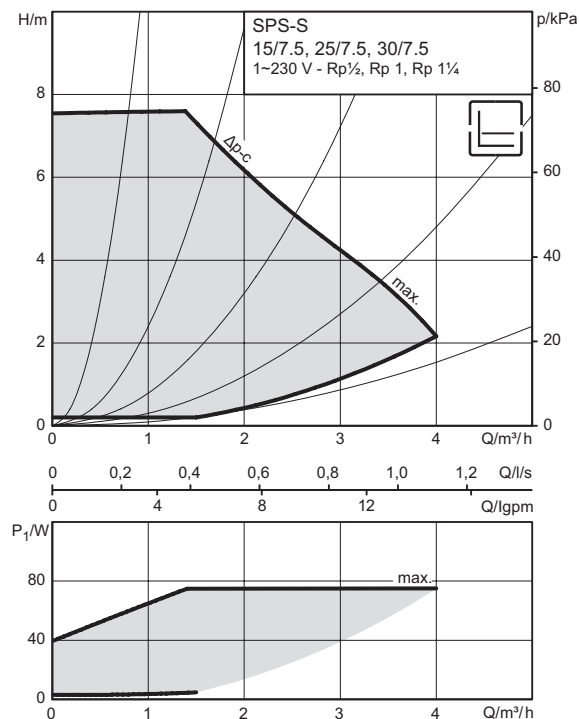 H/m
p/kPa
SPS-S
15/7.5, 25/7.5, 30/7.5
1~230 V - Rp½, Rp 1, Rp 1¼
8
6
4
2
0
80
60
40
20
0
Δp-c
max.
0 1 2 3 4 Q/m³/h
0 0,2 0,4 0,6 0,8 1,0 1,2 Q/l/s
0 4 8 12 Q/Igpm
P₁/W
80
40
0
max.
0 1 2 3 4 Q/m³/h